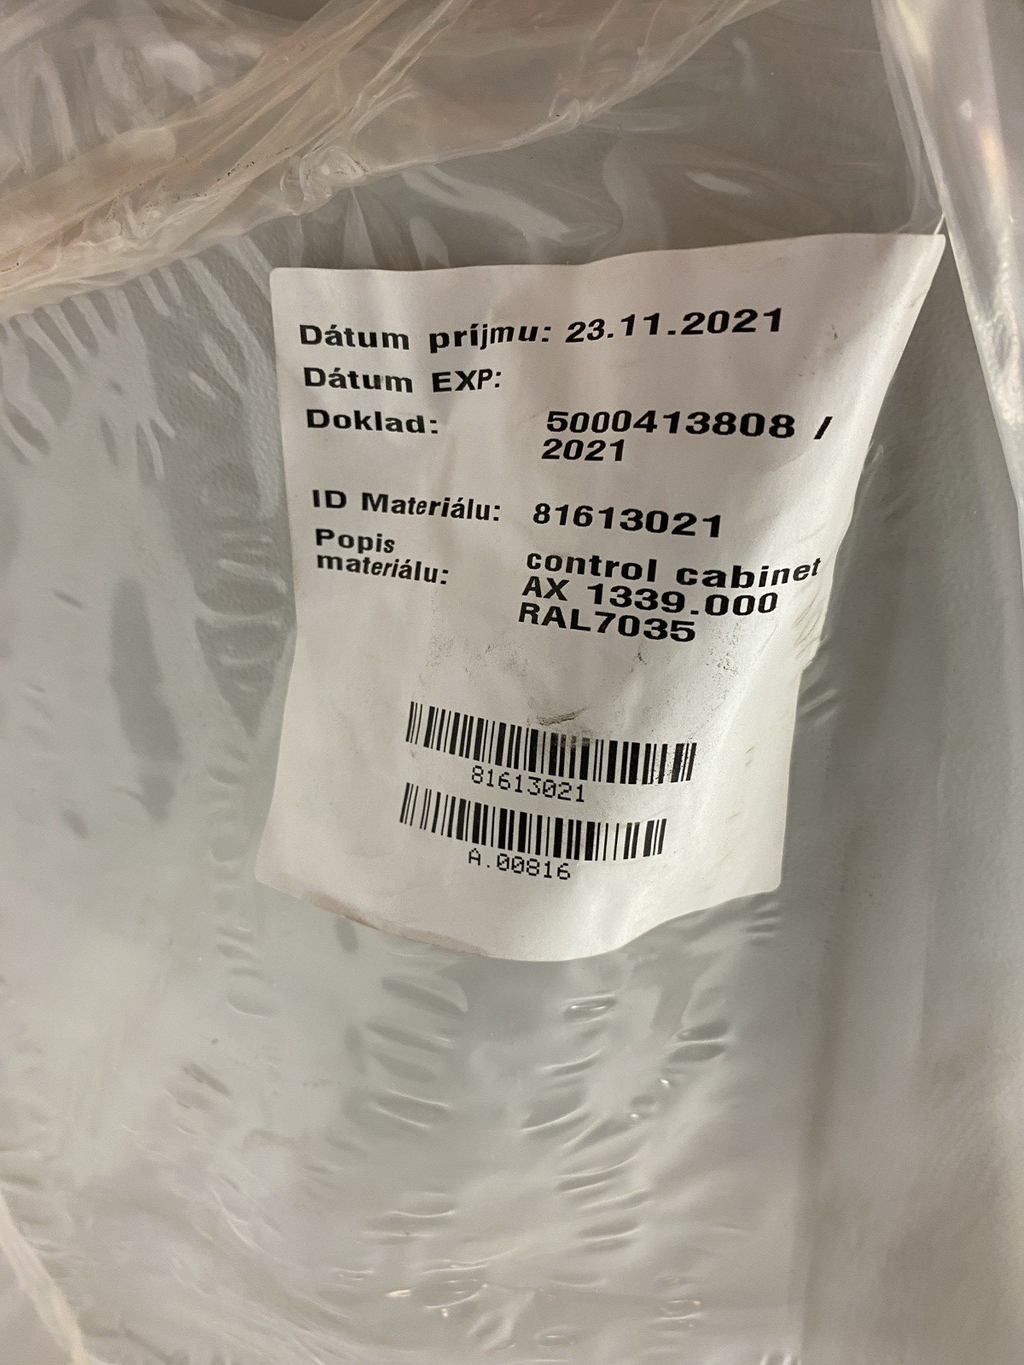 Dátum príjmu: 23.11.2021
Dátum EXP:
Doklad: 5000413808 /
2021
ID Materiálu: 81613021
Popis
materiálu:
control cabinet
AX 1339.000
RAL7035
81613021
A.00816